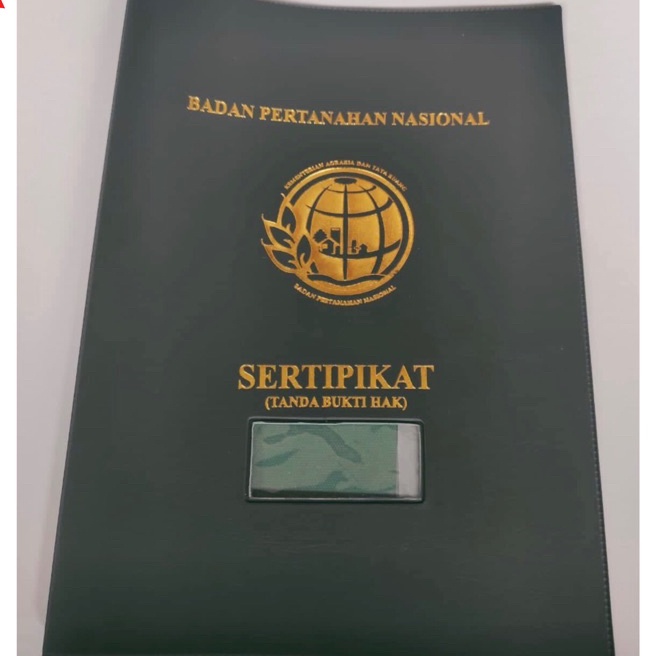 BADAN PERTANAHAN NASIONAL
KEMENTERIAN AGRARIA DAN TATA RUANG
BADAN PERTANAHAN NASIONAL
SERTIPIKAT
(TANDA BUKTI HAK)